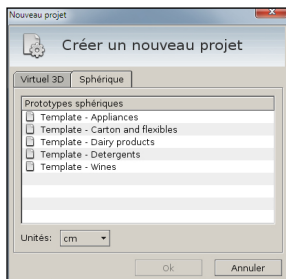 Nouveau projet
Créer un nouveau projet
Virtuel 3D Sphérique
Prototypes sphériques
Template - Appliances
Template - Carton and flexibles
Template - Dairy products
Template - Detergents
Template - Wines
Unités: cm
Ok Annuler